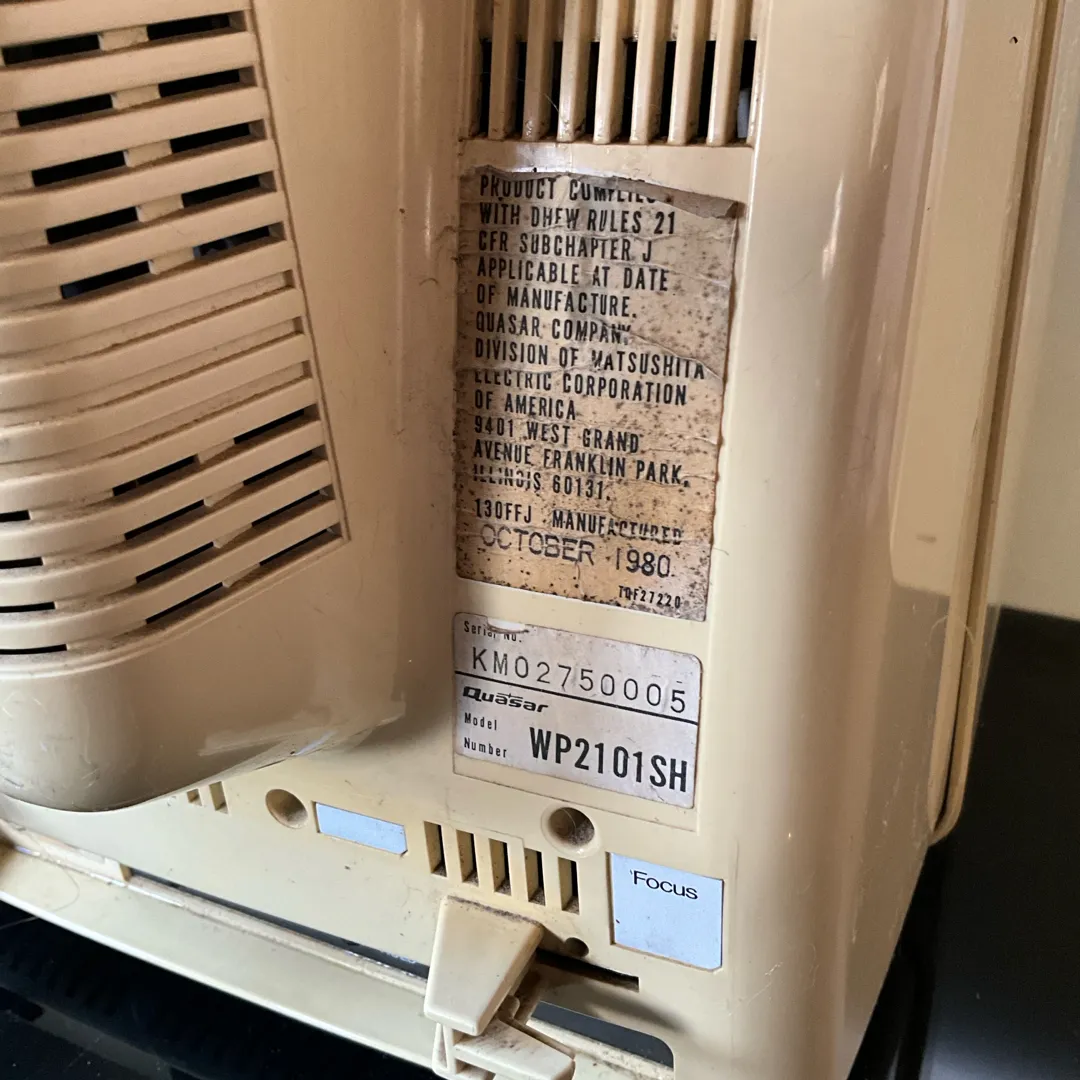 PRODUCT COMPLIES
WITH DHEW RULES 21
CFR SUBCHAPTER J
APPLICABLE AT DATE
OF MANUFACTURE.
QUASAR COMPANY
DIVISION OF MATSUSHITA
ELECTRIC CORPORATION
OF AMERICA
9401 WEST GRAND
AVENUE FRANKLIN PARK,
ILLINOIS 60131.
130FFJ MANUFACTURED
OCTOBER 1980
TQF27220
Serial No.
KM02750005
Quasar
Model
Number WP2101SH
Focus